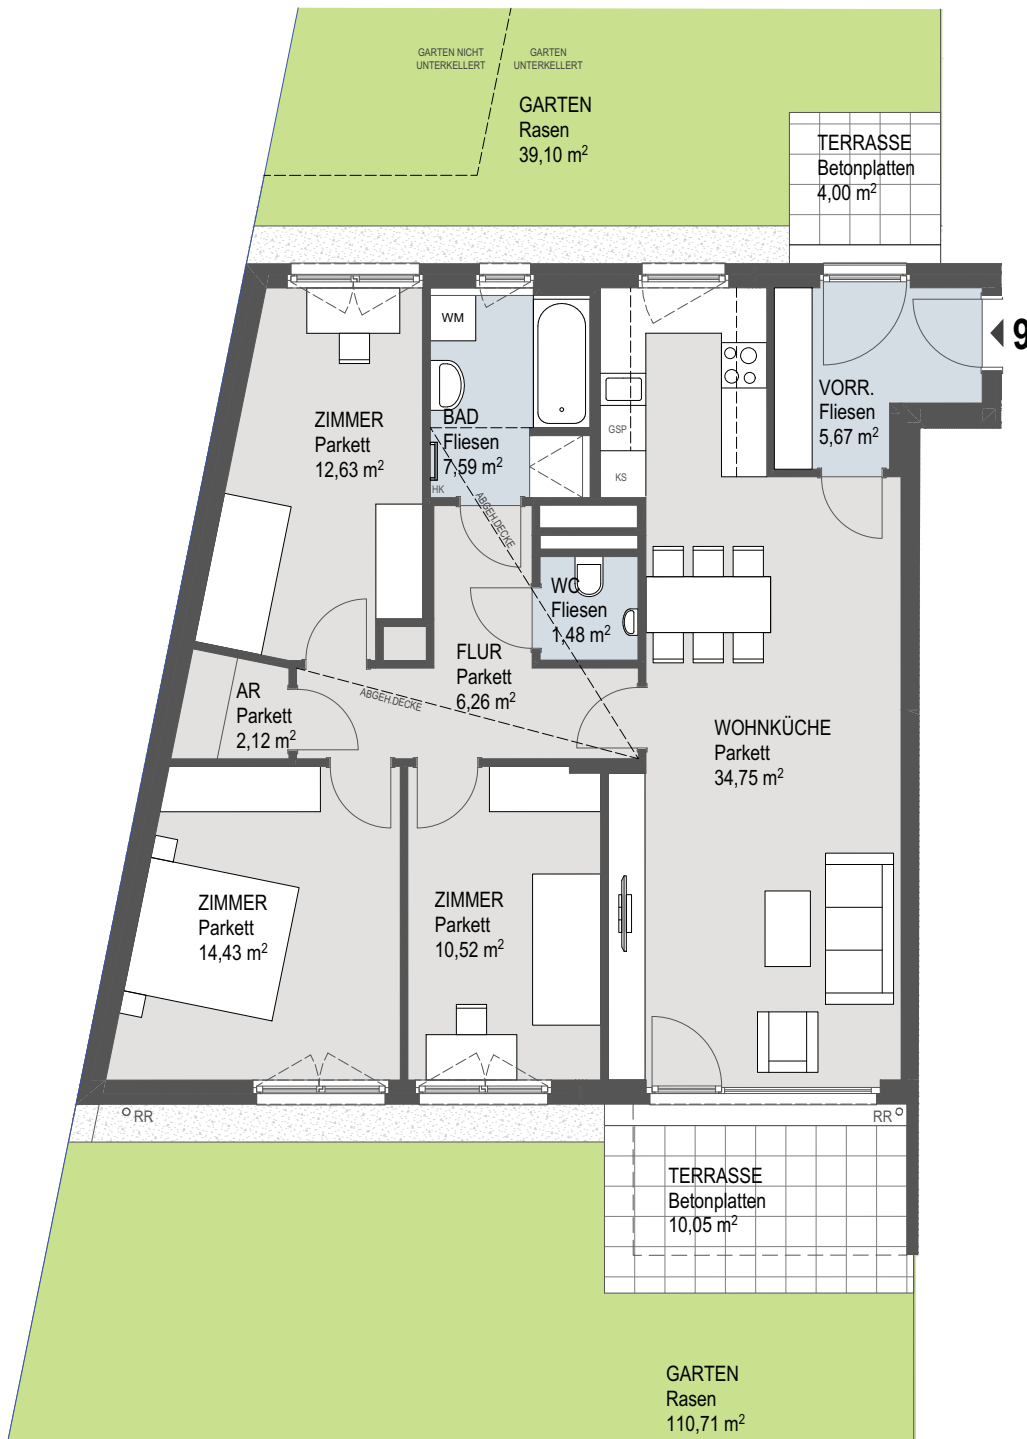 GARTEN NICHT
UNTERKELLERT
GARTEN
UNTERKELLERT
GARTEN
Rasen
39,10 m²
TERRASSE
Betonplatten
4,00 m²
WM
9
ZIMMER
Parkett
12,63 m²
BAD
Fliesen
7,59 m²
HK
GSP
KS
VORR.
Fliesen
5,67 m²
ABGEH.DECKE
WC
Fliesen
1,48 m²
FLUR
Parkett
6,26 m²
ABGEH.DECKE
AR
Parkett
2,12 m²
WOHNKÜCHE
Parkett
34,75 m²
ZIMMER
Parkett
14,43 m²
ZIMMER
Parkett
10,52 m²
RR
RR
TERRASSE
Betonplatten
10,05 m²
GARTEN
Rasen
110,71 m²